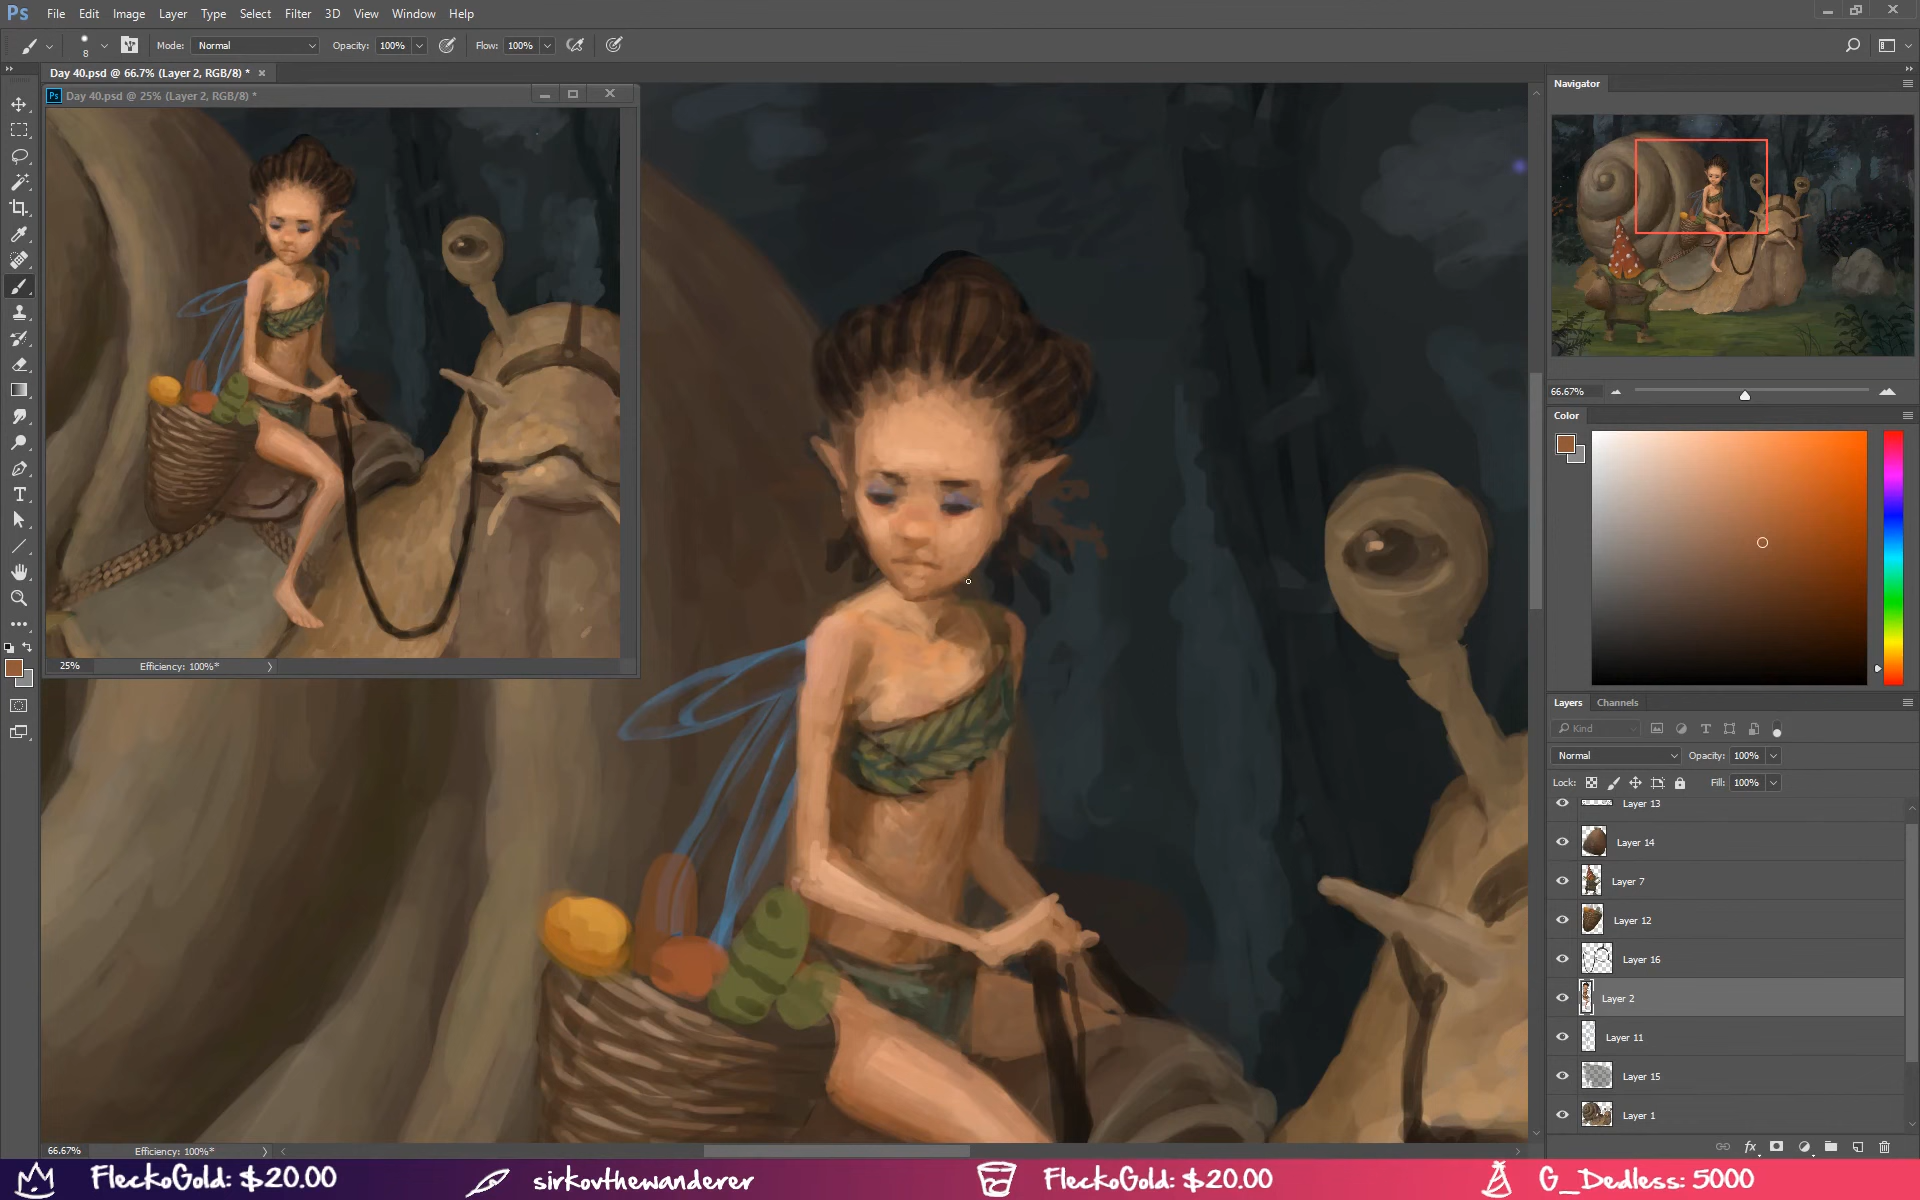 Ps File Edit Image Layer Type Select Filter 3D View Window Help
8 Mode: Normal Opacity: 100% Flow: 100%
Day 40.psd @ 66.7% (Layer 2, RGB/8) *
Ps Day 40.psd @ 25% (Layer 2, RGB/8) *
25% Efficiency: 100%*
66.67% Efficiency: 100%*
Navigator
66.67%
Color
Layers Channels
Kind
Normal Opacity: 100%
Lock: Fill: 100%
Layer 13
Layer 14
Layer 7
Layer 12
Layer 16
Layer 2
Layer 11
Layer 15
Layer 1
fx
FleckoGold: $20.00 sirkovthewanderer FleckoGold: $20.00 G_Dedless: 5000